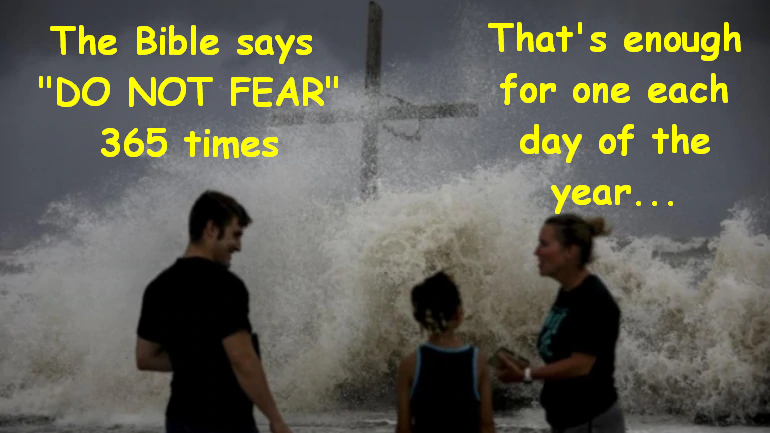 The Bible says
"DO NOT FEAR"
365 times
That's enough
for one each
day of the
year...